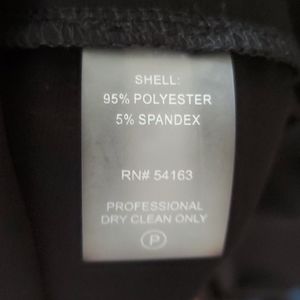 SHELL:
95% POLYESTER
5% SPANDEX
RN# 54163
PROFESSIONAL
DRY CLEAN ONLY
P